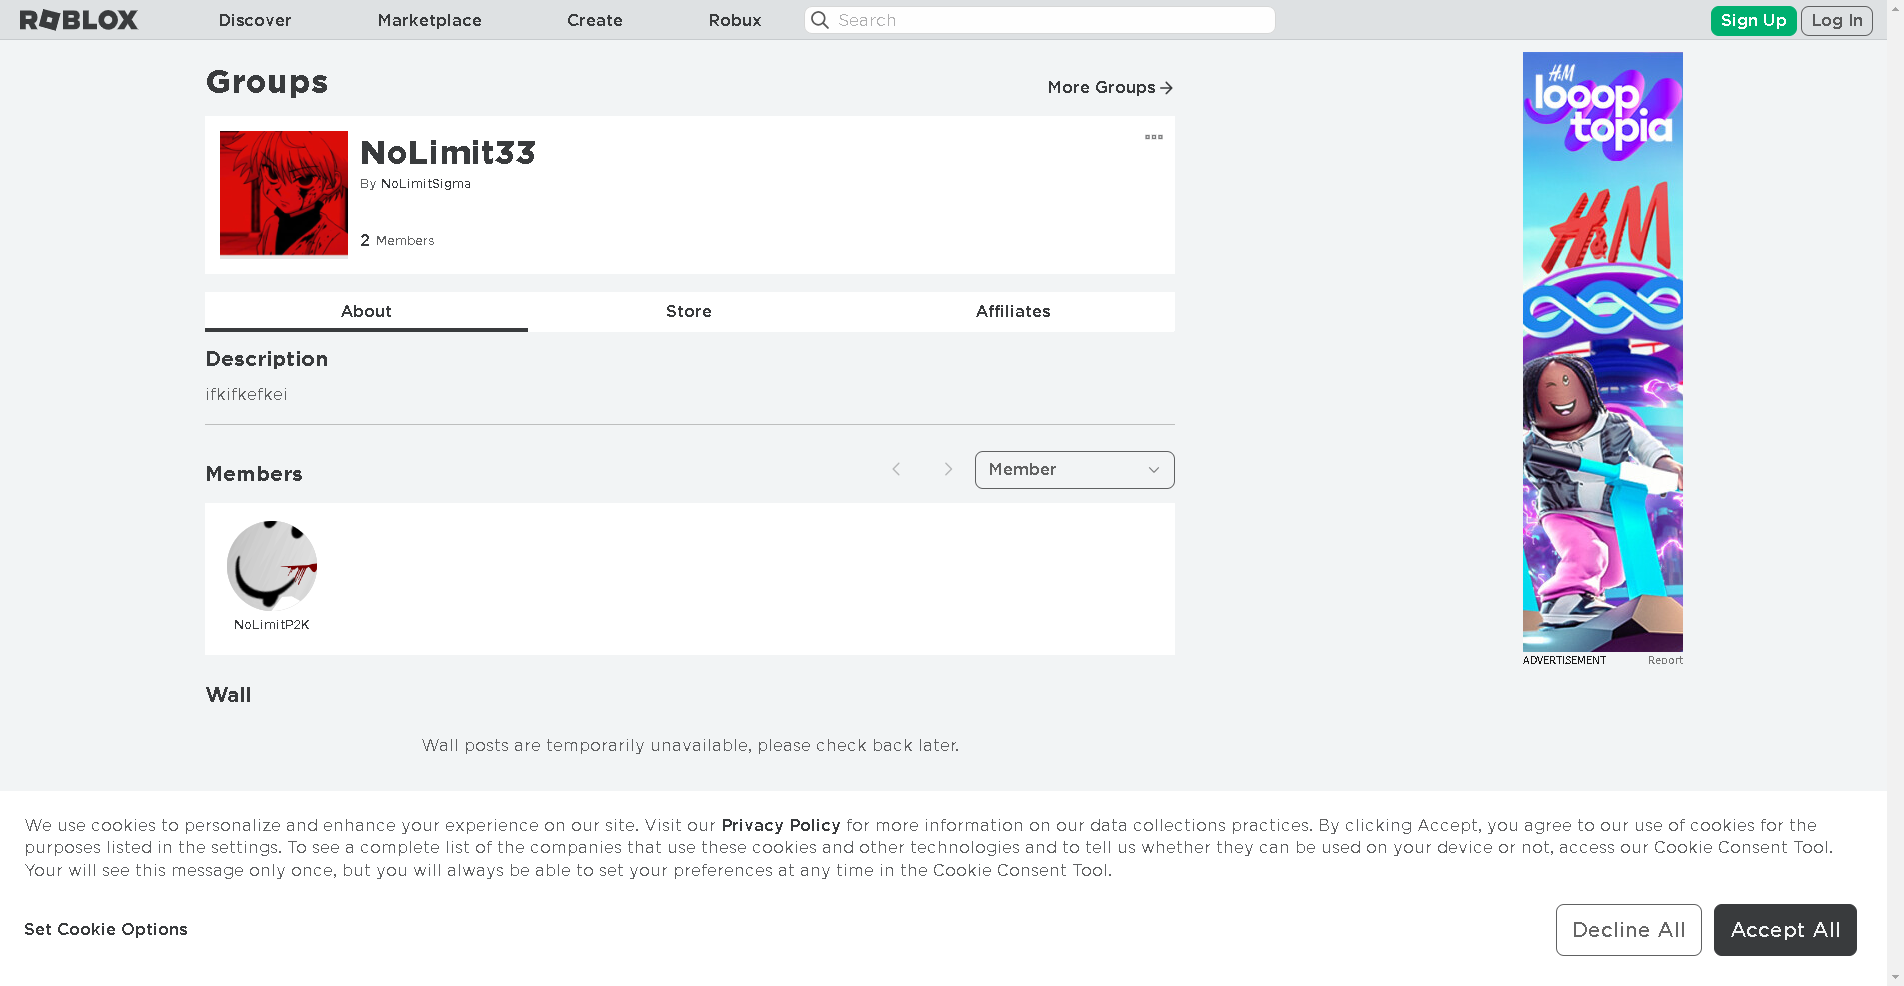 ROBLOX Discover Marketplace Create Robux Search Sign Up Log In
Groups
More Groups
NoLimit33
By NoLimitSigma
2 Members
About Store Affiliates
Description
ifkifkefkei
Members
Member
NoLimitP2K
Wall
Wall posts are temporarily unavailable, please check back later.
H&M
looop
topia
H&M
ADVERTISEMENT Report
We use cookies to personalize and enhance your experience on our site. Visit our Privacy Policy for more information on our data collections practices. By clicking Accept, you agree to our use of cookies for the
purposes listed in the settings. To see a complete list of the companies that use these cookies and other technologies and to tell us whether they can be used on your device or not, access our Cookie Consent Tool.
Your will see this message only once, but you will always be able to set your preferences at any time in the Cookie Consent Tool.
Set Cookie Options
Decline All Accept All